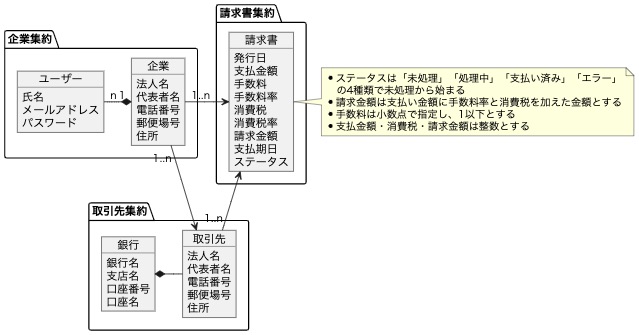 企業集約
ユーザー
氏名
メールアドレス
パスワード
n 1
企業
法人名
代表者名
電話番号
郵便場号
住所
1..n
1..n
請求書集約
請求書
発行日
支払金額
手数料
手数料率
消費税
消費税率
請求金額
支払期日
ステータス
• ステータスは「未処理」「処理中」「支払い済み」「エラー」
の4種類で未処理から始まる
• 請求金額は支払い金額に手数料率と消費税を加えた金額とする
• 手数料は小数点で指定し、1以下とする
• 支払金額・消費税・請求金額は整数とする
取引先集約
銀行
銀行名
支店名
口座番号
口座名
1..n
取引先
法人名
代表者名
電話番号
郵便場号
住所